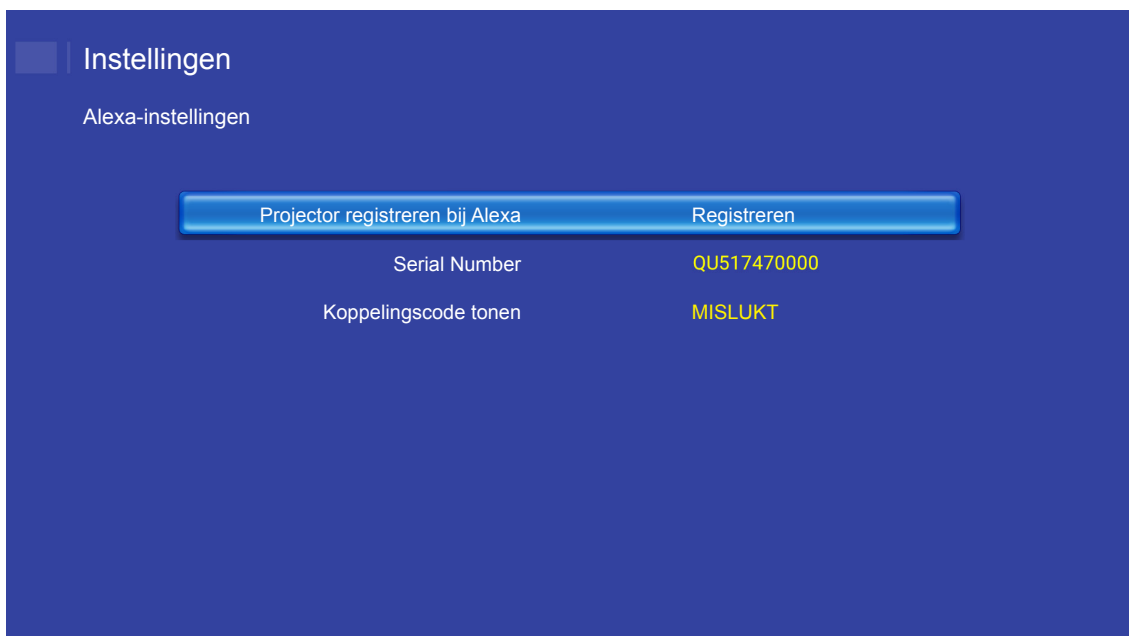 Instellingen
Alexa-instellingen
Projector registreren bij Alexa Registreren
Serial Number QU517470000
Koppelingscode tonen MISLUKT